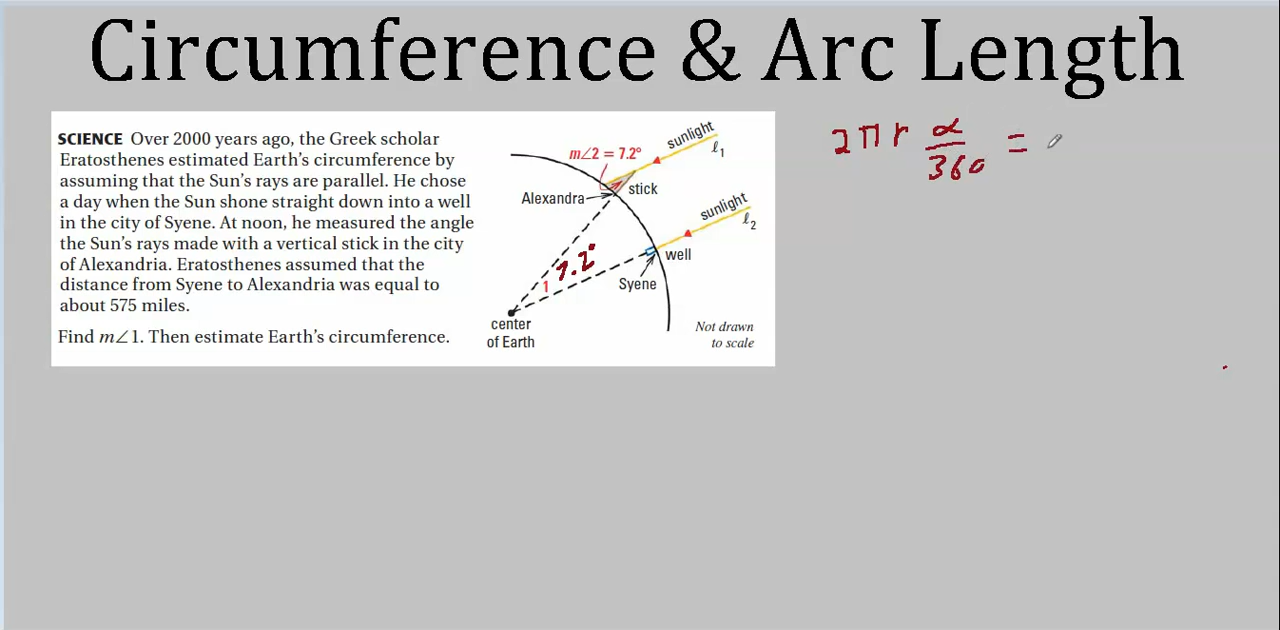 Circumference & Arc Length
SCIENCE Over 2000 years ago, the Greek scholar
Eratosthenes estimated Earth's circumference by
assuming that the Sun's rays are parallel. He chose
a day when the Sun shone straight down into a well
in the city of Syene. At noon, he measured the angle
the Sun's rays made with a vertical stick in the city
of Alexandria. Eratosthenes assumed that the
distance from Syene to Alexandria was equal to
about 575 miles.
Find m∠1. Then estimate Earth's circumference.
m∠2 = 7.2°
sunlight
ℓ1
stick
Alexandra
sunlight
ℓ2
well
Syene
7.2°
1
center
of Earth
Not drawn
to scale
2πr α/360 =